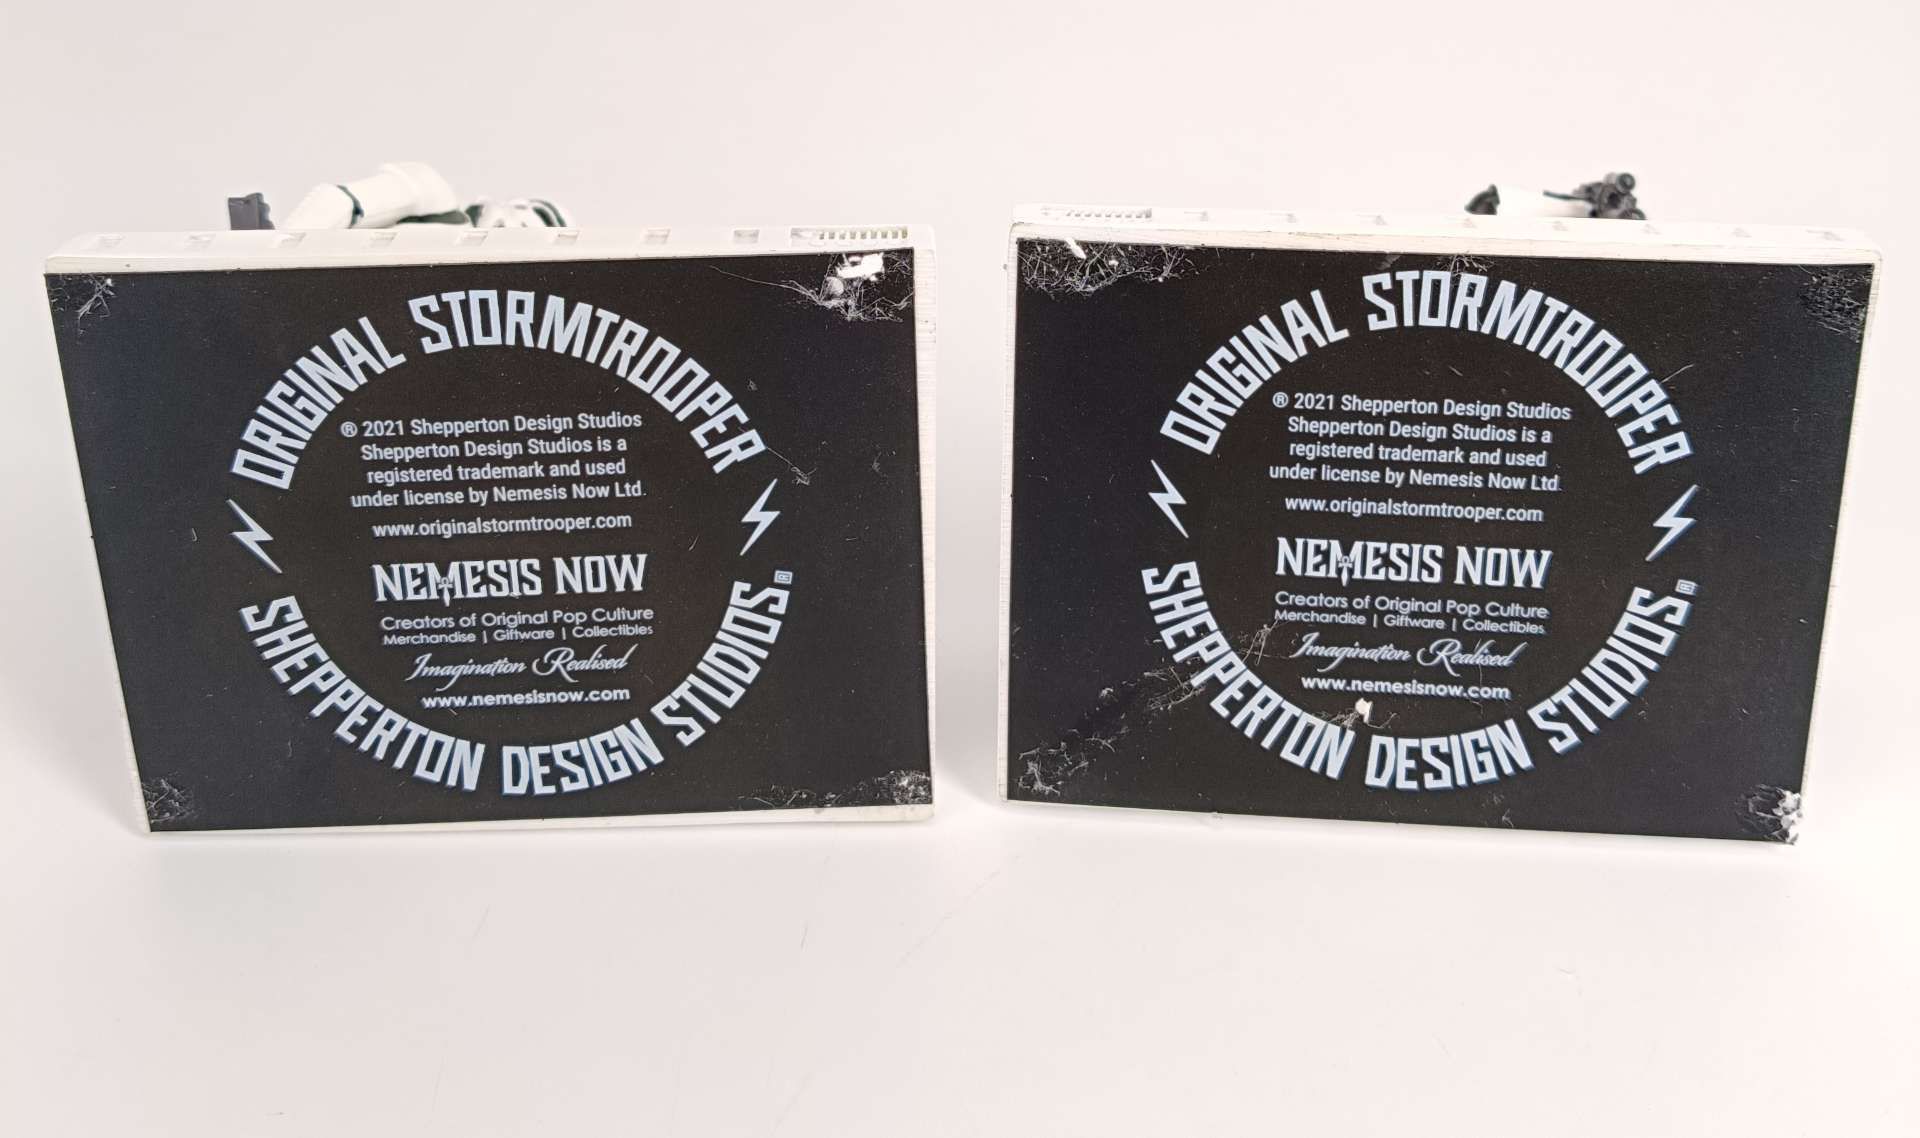 ORIGINAL STORMTROOPER
® 2021 Shepperton Design Studios
Shepperton Design Studios is a
registered trademark and used
under license by Nemesis Now Ltd.
www.originalstormtrooper.com
NEMESIS NOW
Creators of Original Pop Culture
Merchandise | Giftware | Collectibles
Imagination Realised
www.nemesisnow.com
SHEPPERTON DESIGN STUDIOS®
ORIGINAL STORMTROOPER
® 2021 Shepperton Design Studios
Shepperton Design Studios is a
registered trademark and used
under license by Nemesis Now Ltd.
www.originalstormtrooper.com
NEMESIS NOW
Creators of Original Pop Culture
Merchandise | Giftware | Collectibles
Imagination Realised
www.nemesisnow.com
SHEPPERTON DESIGN STUDIOS®